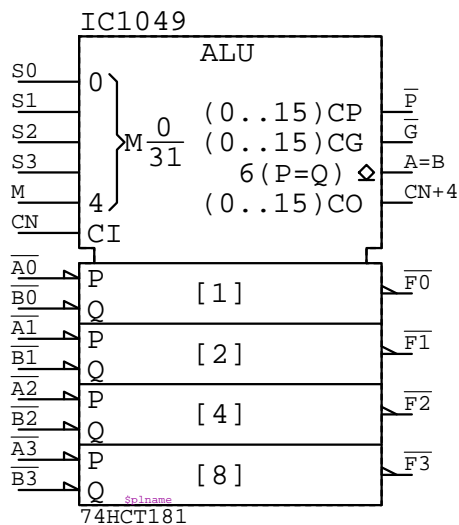 IC1049
ALU
S0
S1
S2
S3
M
CN
0
4
M 0/31
CI
(0..15)CP
(0..15)CG
6(P=Q)
(0..15)CO
P
G
A=B
CN+4
A0 P
B0 Q
[1]
F0
A1 P
B1 Q
[2]
F1
A2 P
B2 Q
[4]
F2
A3 P
B3 Q
[8]
F3
$plname
74HCT181